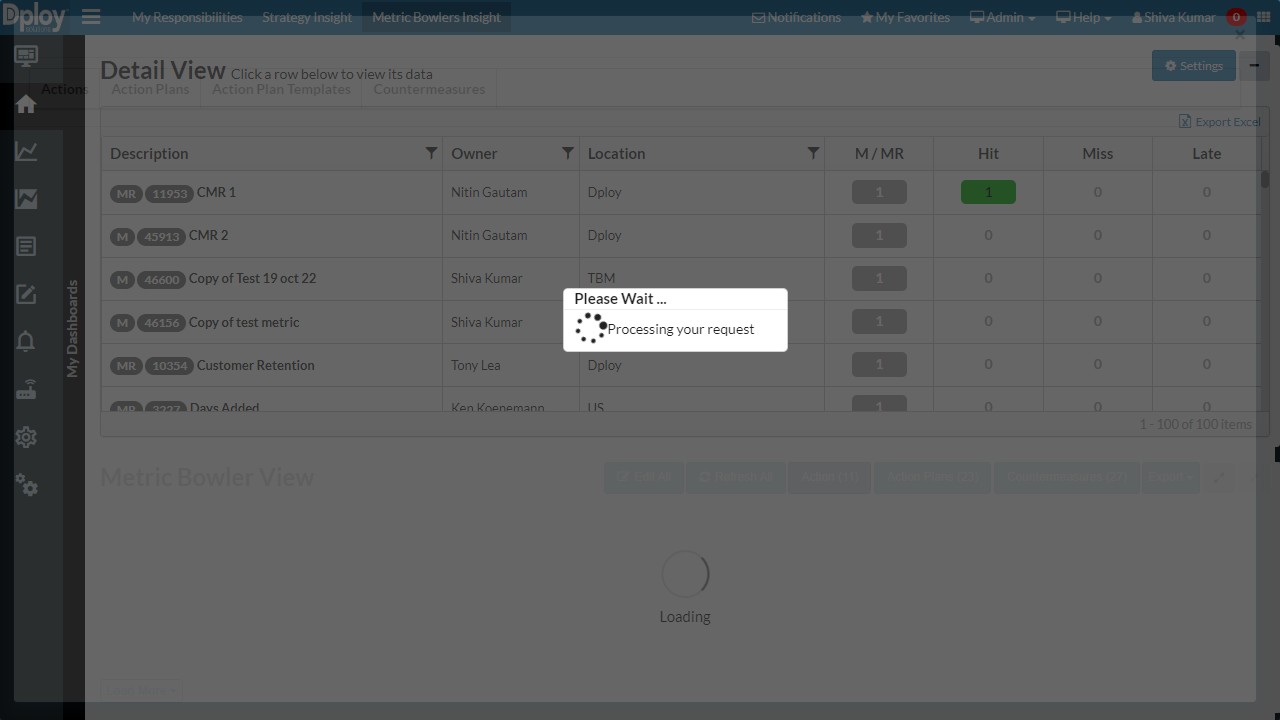 Dploy
My Responsibilities Strategy Insight Metric Bowlers Insight Notifications My Favorites Admin Help Shiva Kumar 0
Detail View Click a row below to view its data
Settings
Actions Action Plans Action Plan Templates Countermeasures
Export Excel
Description Owner Location M / MR Hit Miss Late
MR 11953 CMR 1 Nitin Gautam Dploy 1 1 0 0
M 45913 CMR 2 Nitin Gautam Dploy 1 0 0 0
M 46600 Copy of Test 19 oct 22 Shiva Kumar TBM 1 0 0 0
Please Wait ...
M 46156 Copy of test metric Shiva Kumar 1 0 0 0
Processing your request
MR 10354 Customer Retention Tony Lea Dploy 1 0 0 0
MR 3227 Days Added Ken Koenemann US 1 0 0 0
1 - 100 of 100 items
My Dashboards
Metric Bowler View Edit All Refresh All Action (11) Countermeasures (27) Export
Loading